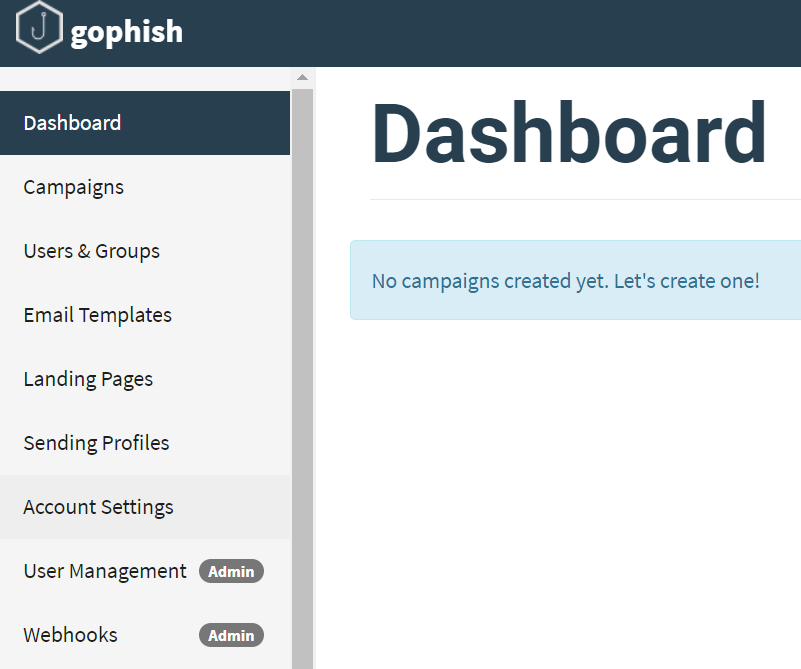 gophish
Dashboard
Campaigns
Users & Groups
Email Templates
Landing Pages
Sending Profiles
Account Settings
User Management Admin
Webhooks Admin
Dashboard
No campaigns created yet. Let's create one!